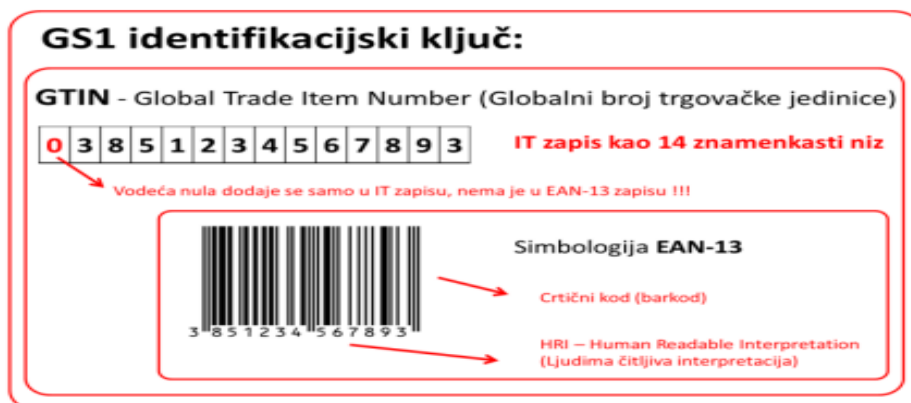 GS1 identifikacijski ključ:
GTIN - Global Trade Item Number (Globalni broj trgovačke jedinice)
0 3 8 5 1 2 3 4 5 6 7 8 9 3 IT zapis kao 14 znamenkasti niz
Vodeća nula dodaje se samo u IT zapisu, nema je u EAN-13 zapisu !!!
Simbologija EAN-13
Crtični kod (barkod)
3 851234 567893
HRI – Human Readable Interpretation
(Ljudima čitljiva interpretacija)